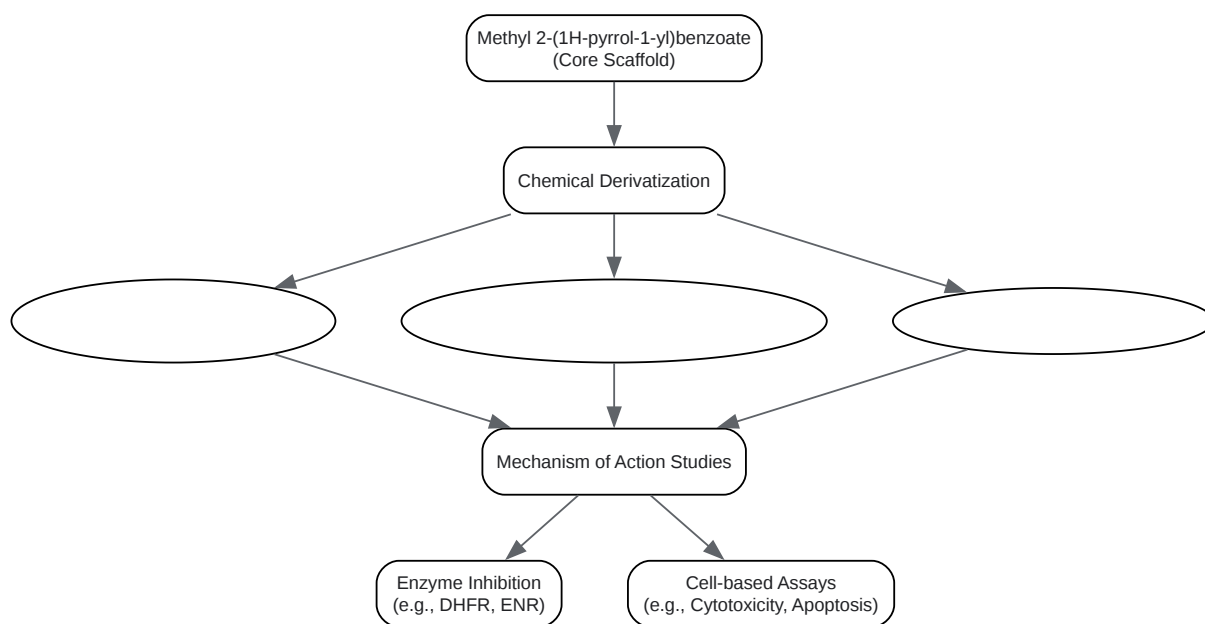 Methyl 2-(1H-pyrrol-1-yl)benzoate
(Core Scaffold)
Chemical Derivatization
Mechanism of Action Studies
Enzyme Inhibition
(e.g., DHFR, ENR)
Cell-based Assays
(e.g., Cytotoxicity, Apoptosis)